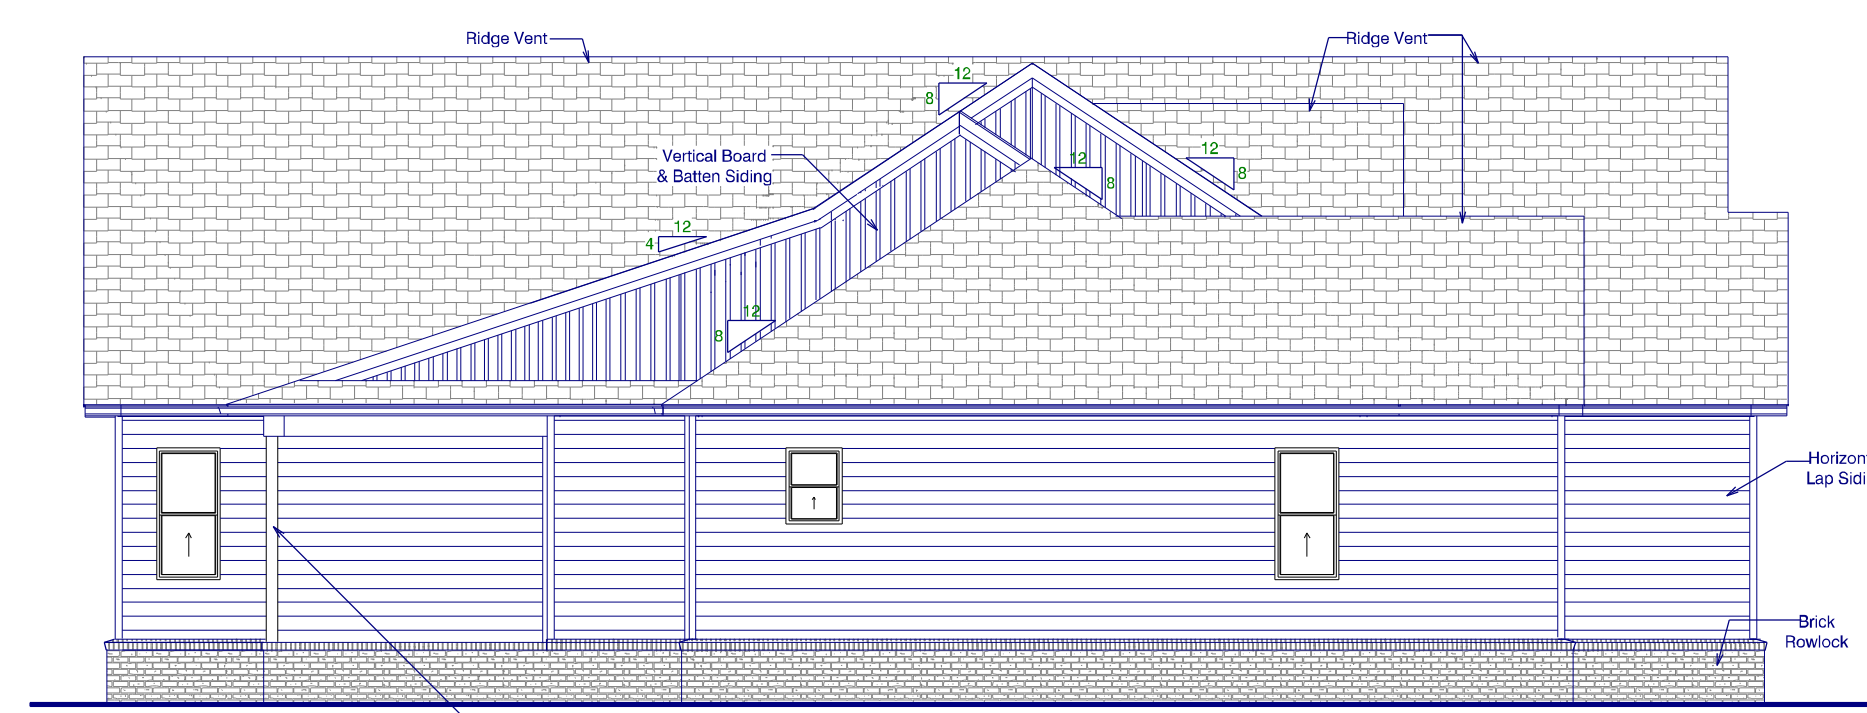 Ridge Vent
Ridge Vent
12
8
Vertical Board
& Batten Siding
12
8
12
8
12
4
12
8
Horizon
Lap Sidi
Brick
Rowlock